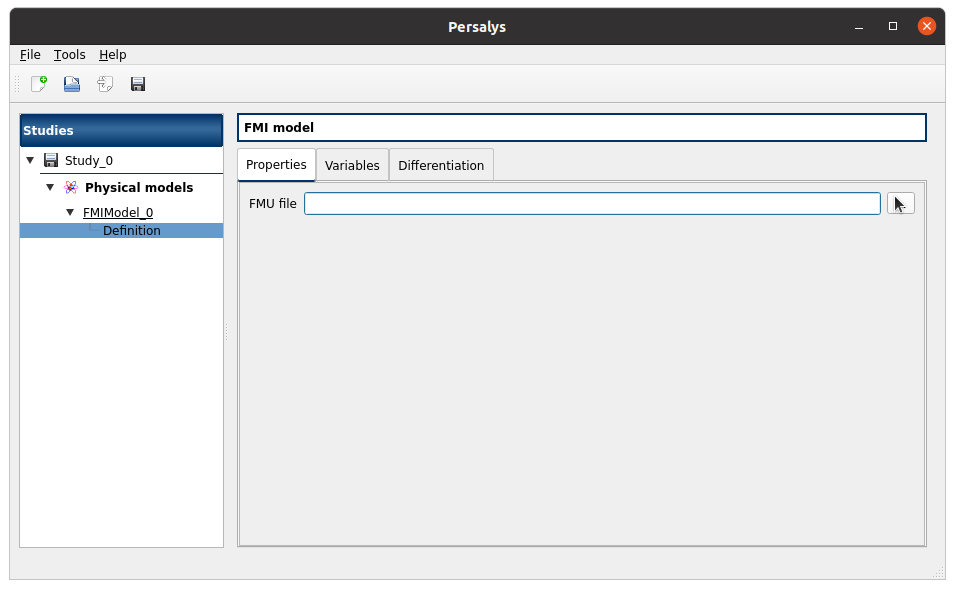 Persalys
File Tools Help
Studies
Study_0
Physical models
FMIModel_0
Definition
FMI model
Properties Variables Differentiation
FMU file